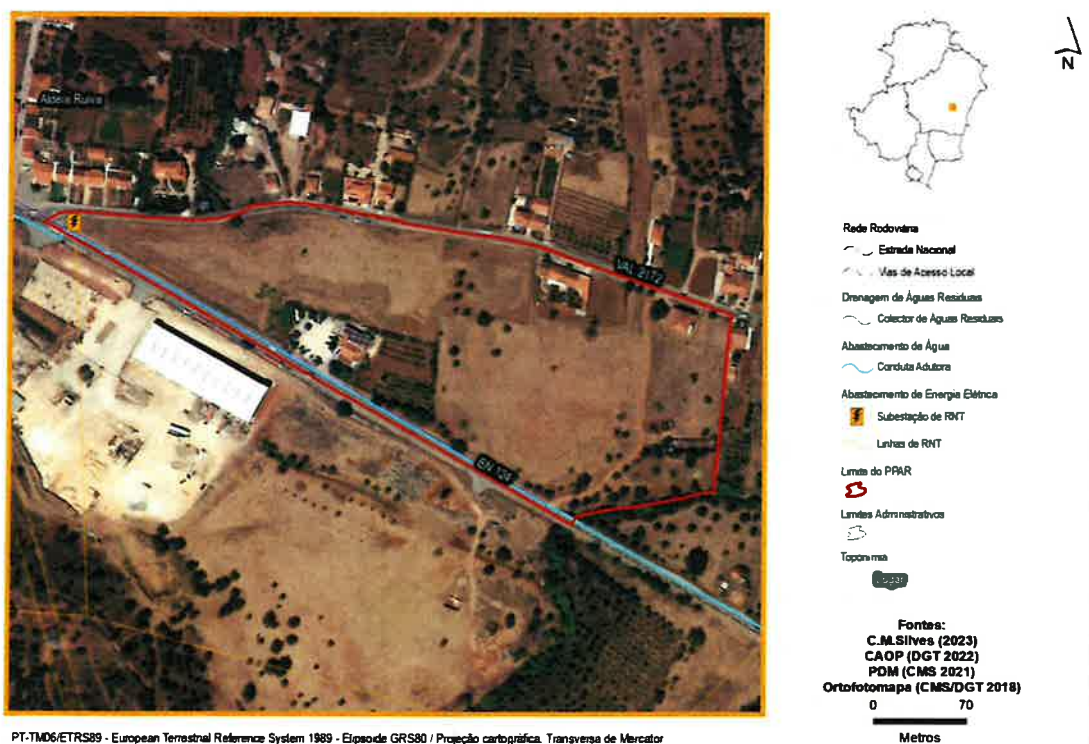 Aldeia Ruiva
VAL 2172
EN 124
N
Rede Rodoviária
Estrada Nacional
Vias de Acesso Local
Drenagem de Águas Residuais
Colector de Águas Residuais
Abastecimento de Água
Conduta Adutora
Abastecimento de Energia Elétrica
Subestação de RNT
Linhas de RNT
Limite do PPAR
Limites Administrativos
Toponímia
Lugar
Fontes:
C.M.Silves (2023)
CAOP (DGT 2022)
PDM (CMS 2021)
Ortofotomapa (CMS/DGT 2018)
0 70
Metros
PT-TM06/ETRS89 - European Terrestrial Reference System 1989 - Elipsoide GRS80 / Projeção cartográfica. Transversa de Mercator